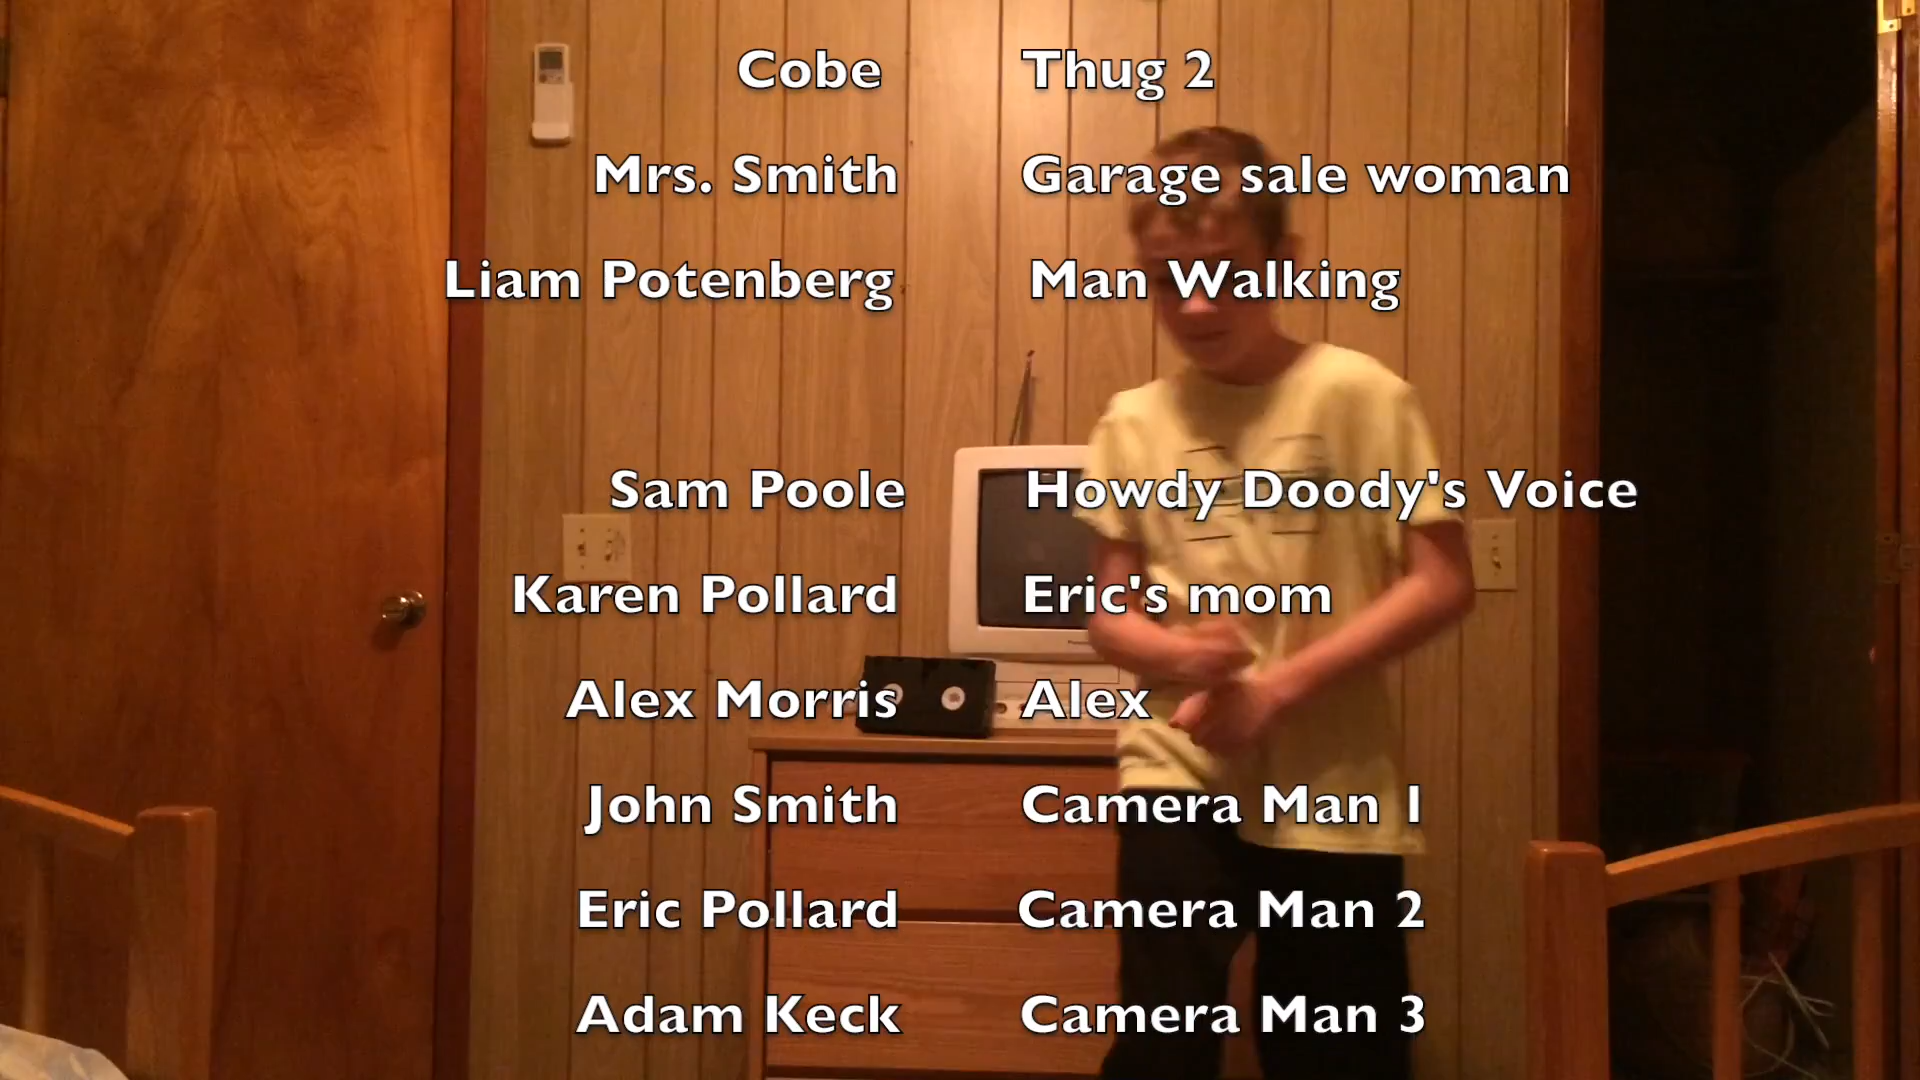 Cobe Thug 2
Mrs. Smith Garage sale woman
Liam Potenberg Man Walking
Sam Poole Howdy Doody's Voice
Karen Pollard Eric's mom
Alex Morris Alex
John Smith Camera Man 1
Eric Pollard Camera Man 2
Adam Keck Camera Man 3